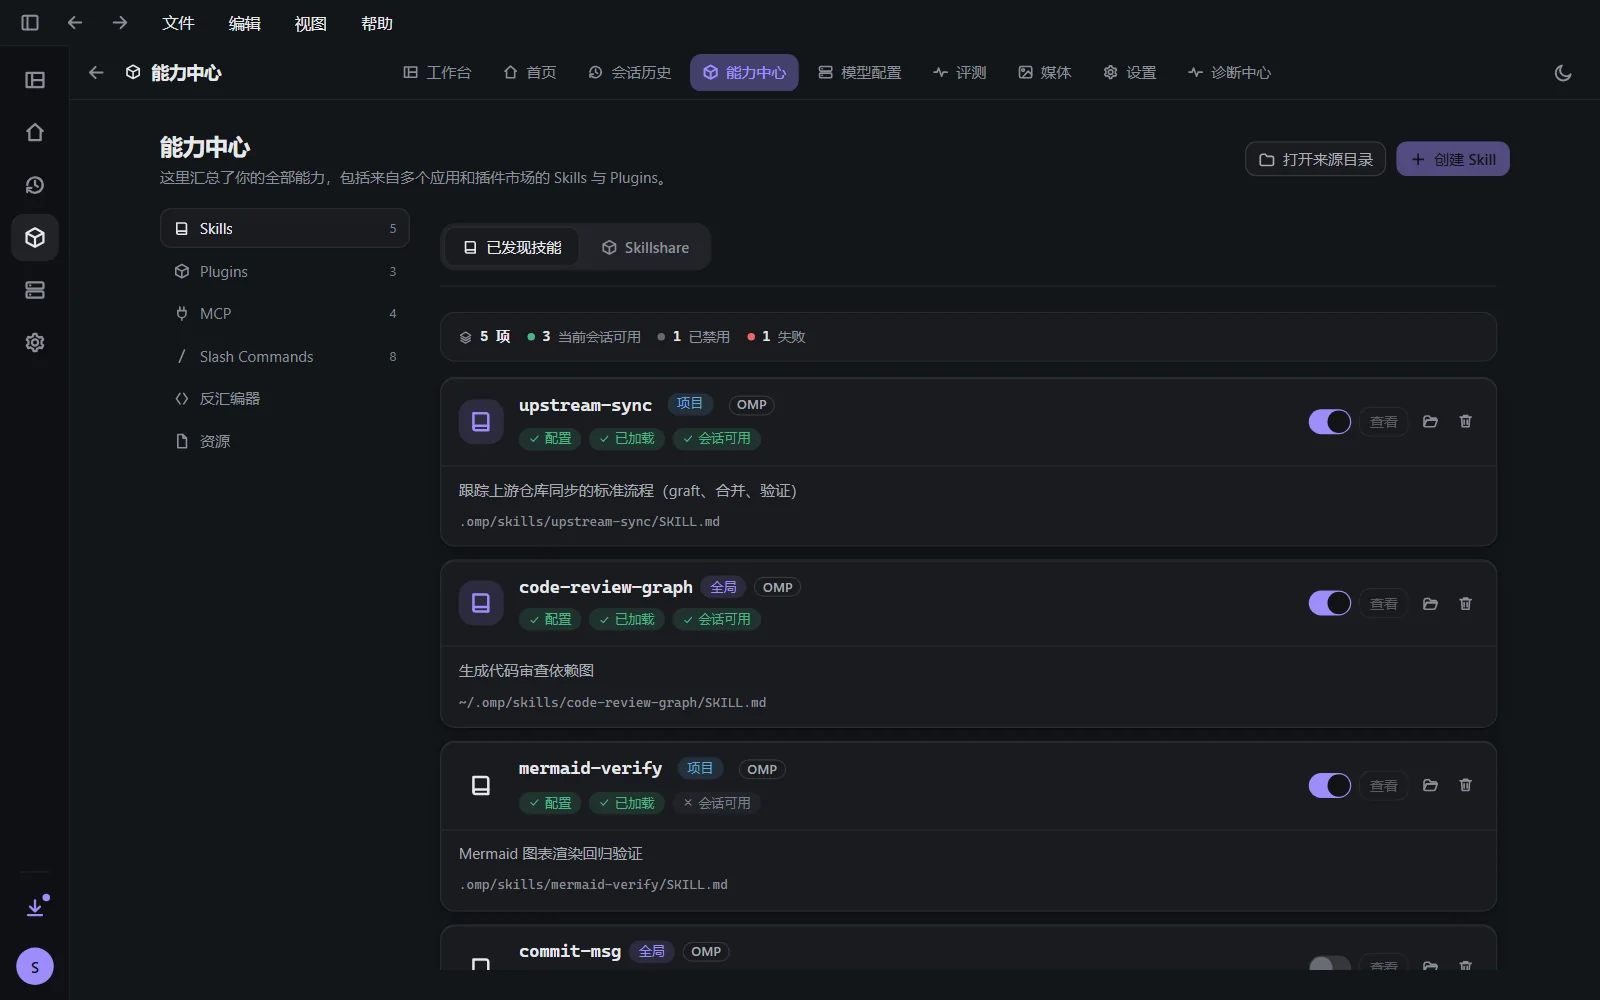 文件 编辑 视图 帮助
能力中心
工作台 首页 会话历史 能力中心 模型配置 评测 媒体 设置 诊断中心
能力中心
这里汇总了你的全部能力，包括来自多个应用和插件市场的 Skills 与 Plugins。
打开来源目录
创建 Skill
Skills 5
Plugins 3
MCP 4
Slash Commands 8
反汇编器
资源
已发现技能 Skillshare
5 项 3 当前会话可用 1 已禁用 1 失败
upstream-sync 项目 OMP
配置 已加载 会话可用
查看
跟踪上游仓库同步的标准流程（graft、合并、验证）
.omp/skills/upstream-sync/SKILL.md
code-review-graph 全局 OMP
配置 已加载 会话可用
查看
生成代码审查依赖图
~/.omp/skills/code-review-graph/SKILL.md
mermaid-verify 项目 OMP
配置 已加载 会话可用
查看
Mermaid 图表渲染回归验证
.omp/skills/mermaid-verify/SKILL.md
commit-msg 全局 OMP
查看
S